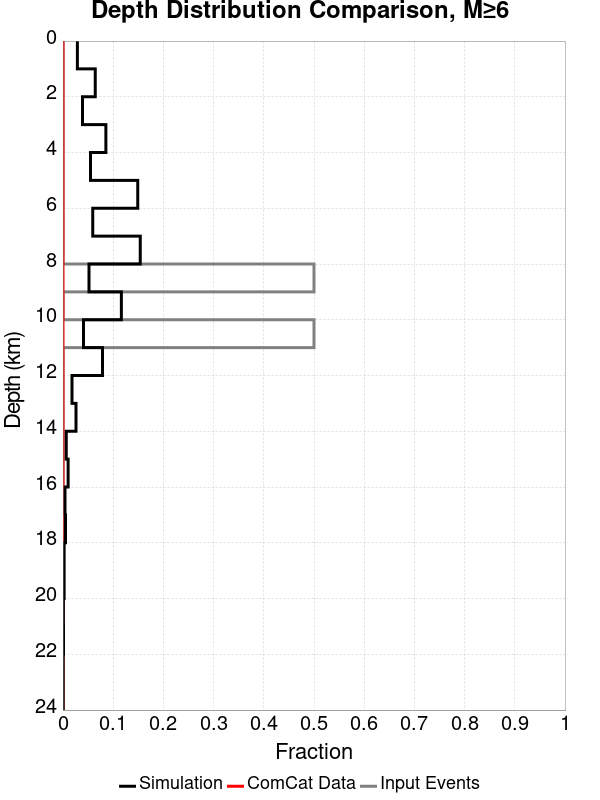 Depth Distribution Comparison, M≥6
0
2
4
6
8
10
12
14
16
18
20
22
24
Depth (km)
0 0.1 0.2 0.3 0.4 0.5 0.6 0.7 0.8 0.9 1
Fraction
Simulation ComCat Data Input Events